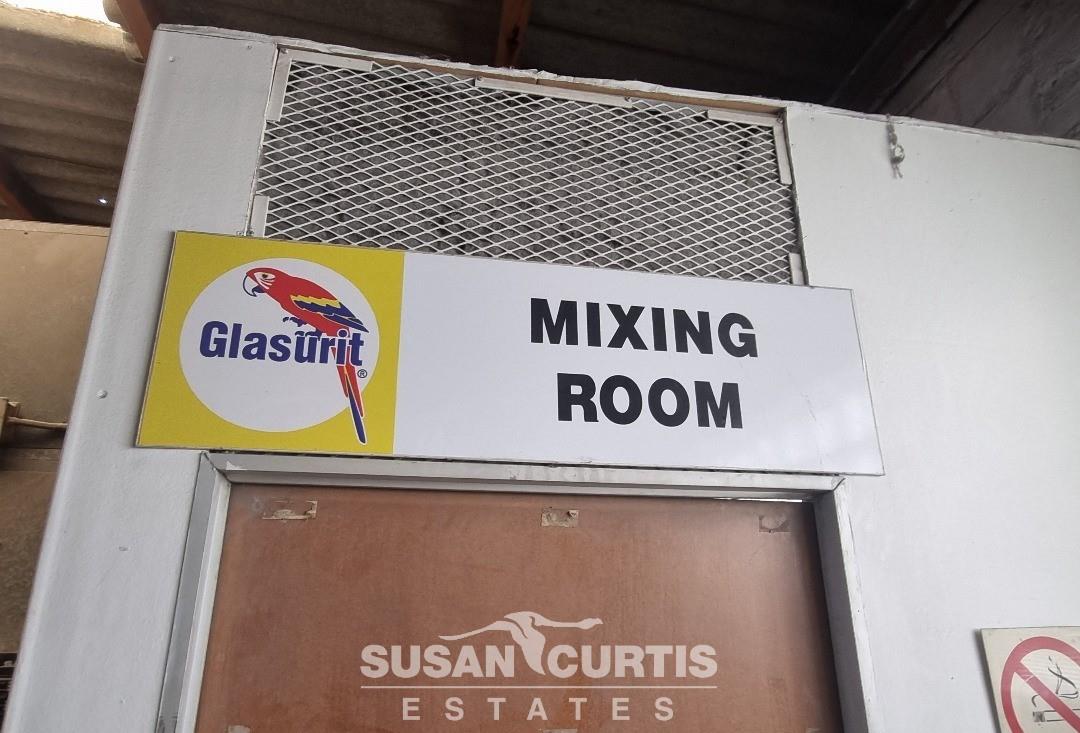 Glasurit
®
MIXING
ROOM
SUSAN CURTIS
ESTATES